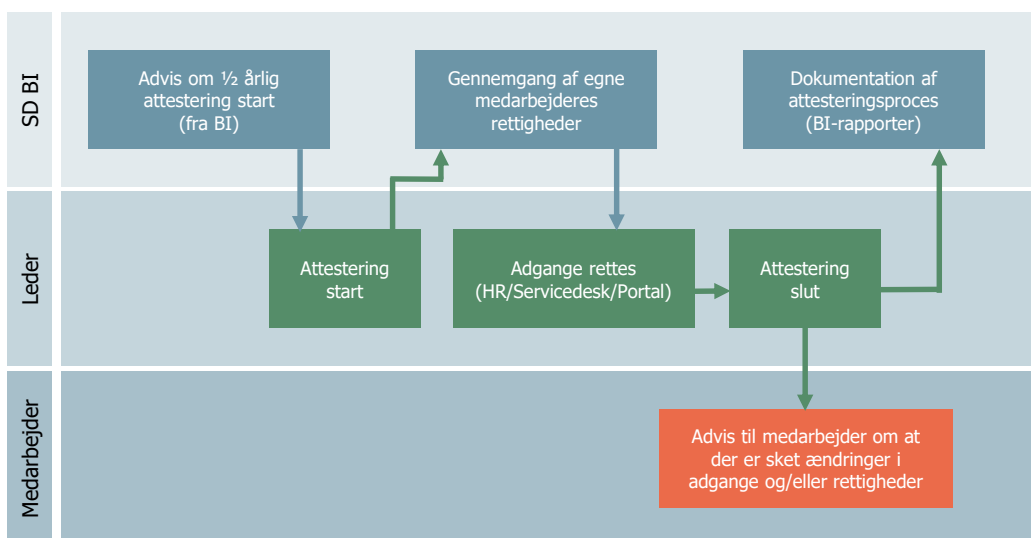 SD BI
Advis om ½ årlig
attestering start
(fra BI)
Gennemgang af egne
medarbejderes
rettigheder
Dokumentation af
attesteringsproces
(BI-rapporter)
Leder
Attestering
start
Adgange rettes
(HR/Servicedesk/Portal)
Attestering
slut
Medarbejder
Advis til medarbejder om at
der er sket ændringer i
adgange og/eller rettigheder